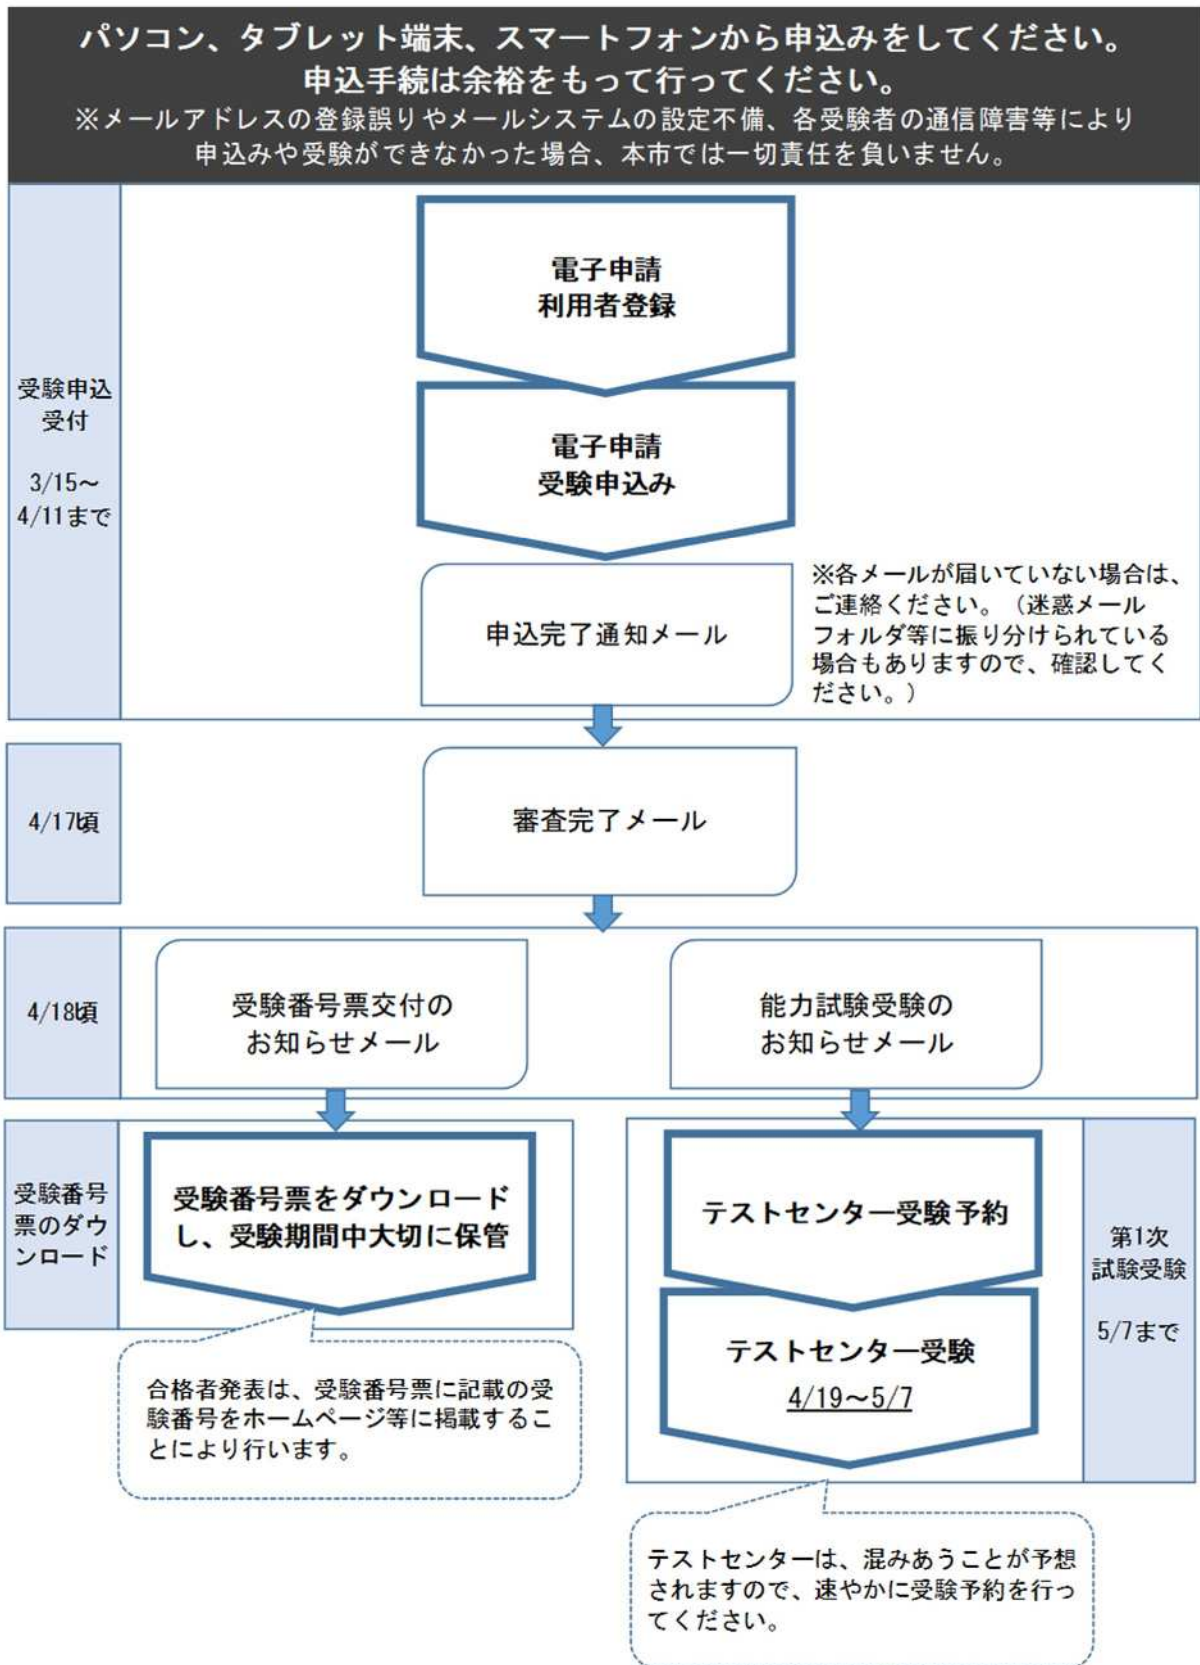 パソコン、タブレット端末、スマートフォンから申込みをしてください。
申込手続は余裕をもって行ってください。
※メールアドレスの登録誤りやメールシステムの設定不備、各受験者の通信障害等により
申込みや受験ができなかった場合、本市では一切責任を負いません。
受験申込
受付
3/15～
4/11まで
電子申請
利用者登録
電子申請
受験申込み
申込完了通知メール
※各メールが届いていない場合は、
ご連絡ください。（迷惑メール
フォルダ等に振り分けられている
場合もありますので、確認してく
ださい。）
4/17頃
審査完了メール
4/18頃
受験番号票交付の
お知らせメール
能力試験受験の
お知らせメール
受験番号
票のダウ
ンロード
受験番号票をダウンロード
し、受験期間中大切に保管
テストセンター受験予約
テストセンター受験
4/19～5/7
第1次
試験受験
5/7まで
合格者発表は、受験番号票に記載の受
験番号をホームページ等に掲載するこ
とにより行います。
テストセンターは、混みあうことが予想
されますので、速やかに受験予約を行っ
てください。